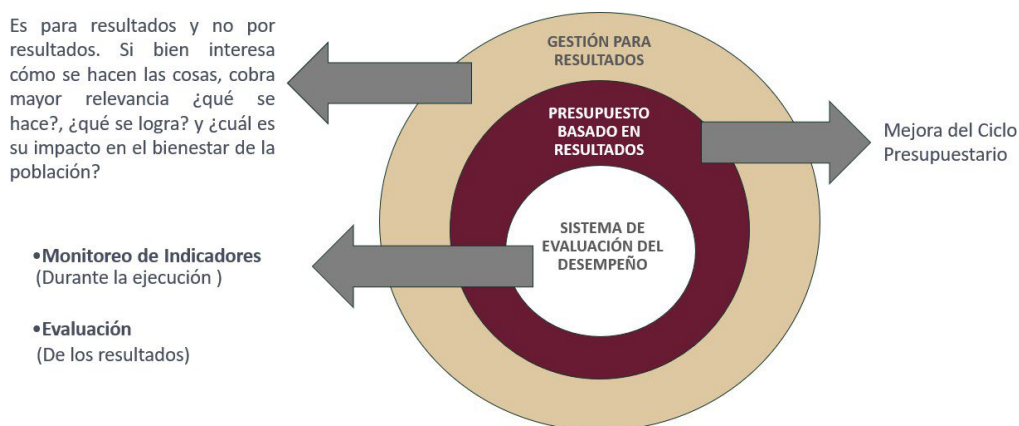 Es para resultados y no por
resultados. Si bien interesa
cómo se hacen las cosas, cobra
mayor relevancia ¿qué se
hace?, ¿qué se logra? y ¿cuál es
su impacto en el bienestar de la
población?
GESTIÓN PARA
RESULTADOS
PRESUPUESTO
BASADO EN
RESULTADOS
Mejora del Ciclo
Presupuestario
SISTEMA DE
EVALUACIÓN DEL
DESEMPEÑO
•Monitoreo de Indicadores
(Durante la ejecución )
•Evaluación
(De los resultados)